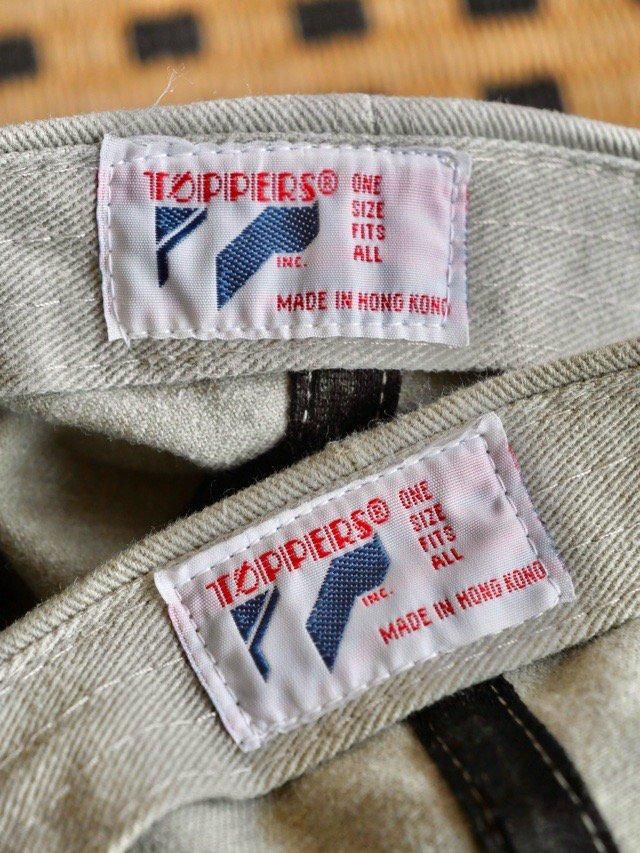 TOPPERS®
ONE
SIZE
FITS
ALL
INC.
MADE IN HONG KONG
TOPPERS®
ONE
SIZE
FITS
ALL
INC.
MADE IN HONG KONG